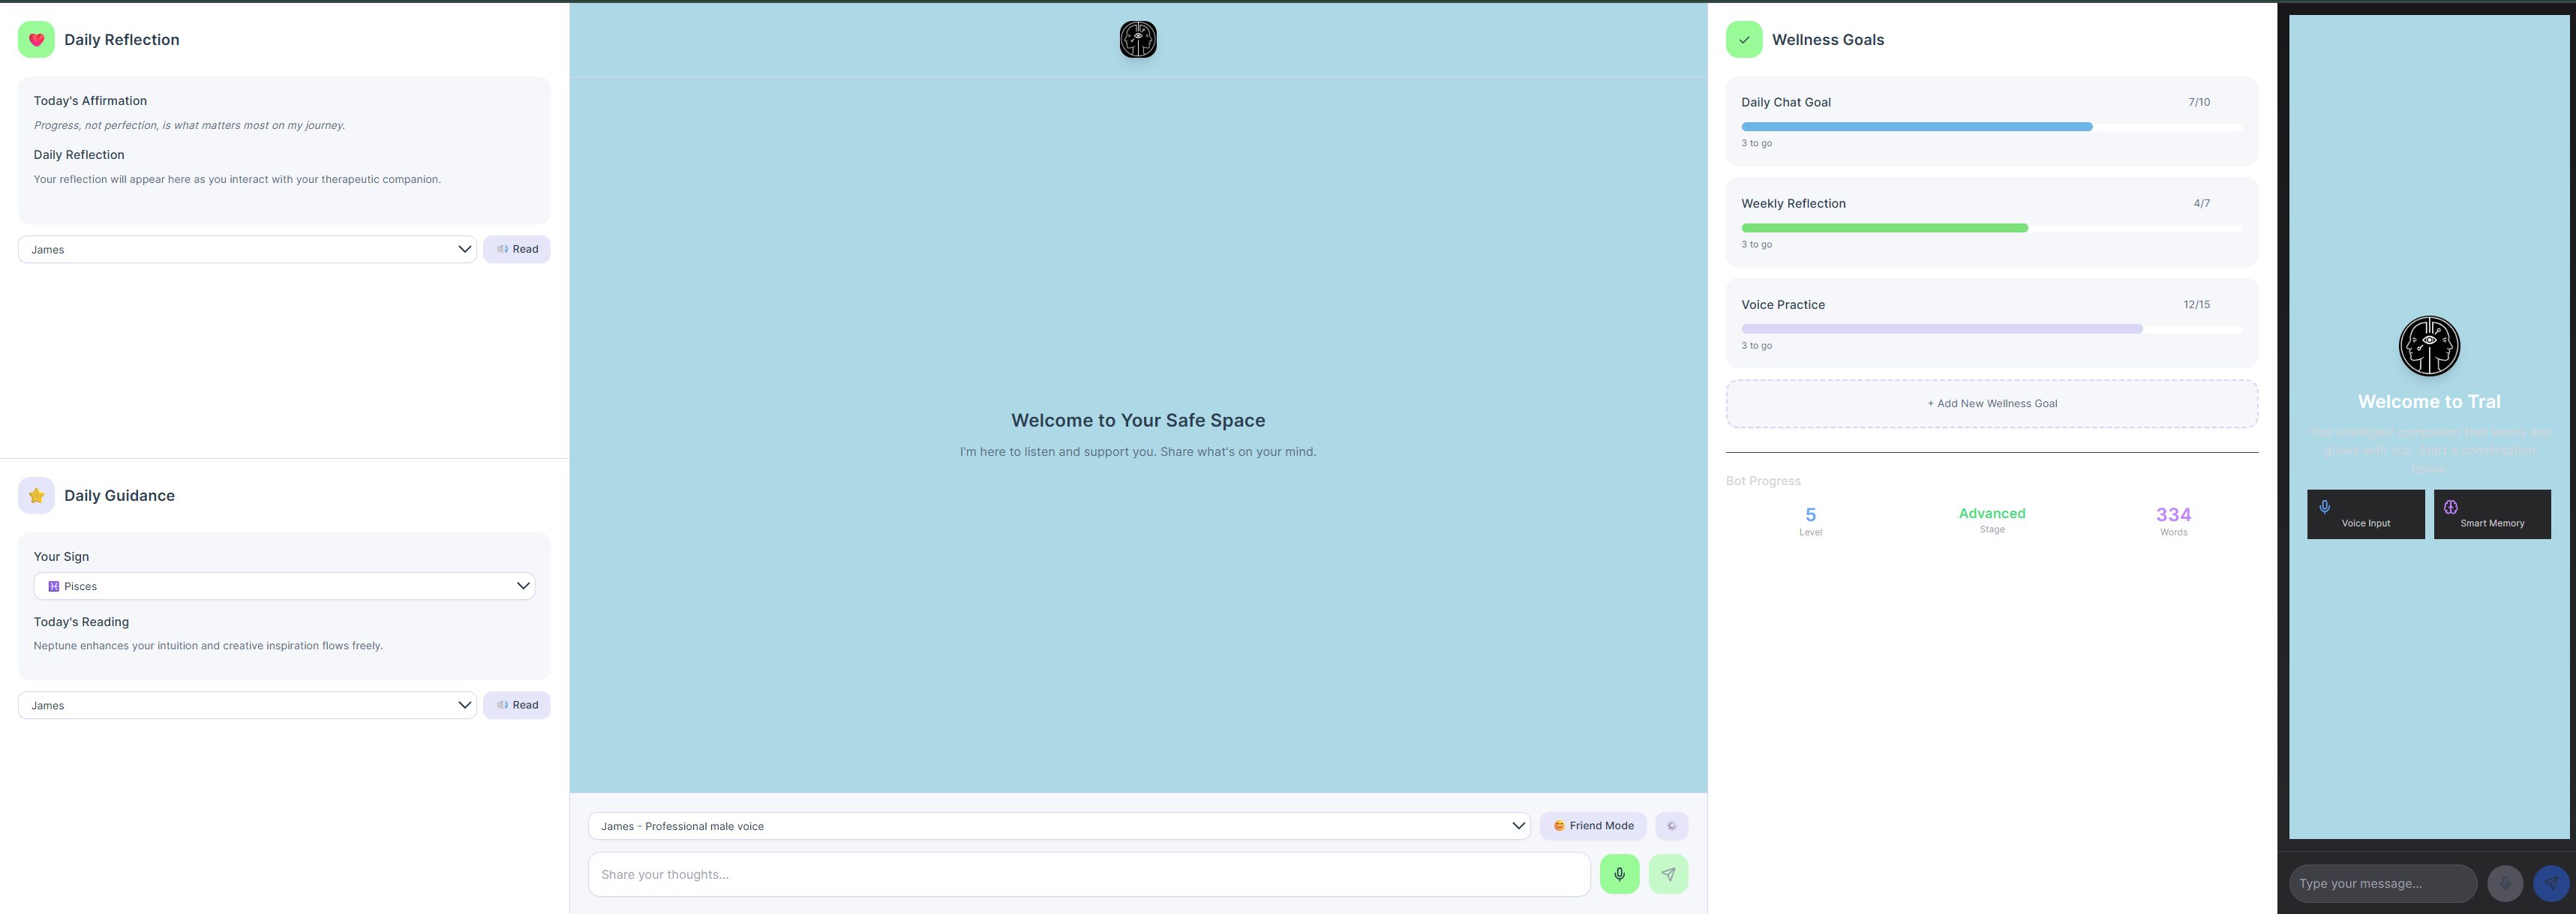 Daily Reflection
Today's Affirmation
Progress, not perfection, is what matters most on my journey.
Daily Reflection
Your reflection will appear here as you interact with your therapeutic companion.
James
Read
Daily Guidance
Your Sign
Pisces
Today's Reading
Neptune enhances your intuition and creative inspiration flows freely.
James
Read
Welcome to Your Safe Space
I'm here to listen and support you. Share what's on your mind.
James - Professional male voice
Friend Mode
Share your thoughts...
Wellness Goals
Daily Chat Goal
7/10
3 to go
Weekly Reflection
4/7
3 to go
Voice Practice
12/15
3 to go
+ Add New Wellness Goal
Bot Progress
5
Level
Advanced
Stage
334
Words
Welcome to Tral
Your intelligent companion that learns and
grows with you. Start a conversation
below.
Voice Input
Smart Memory
Type your message...